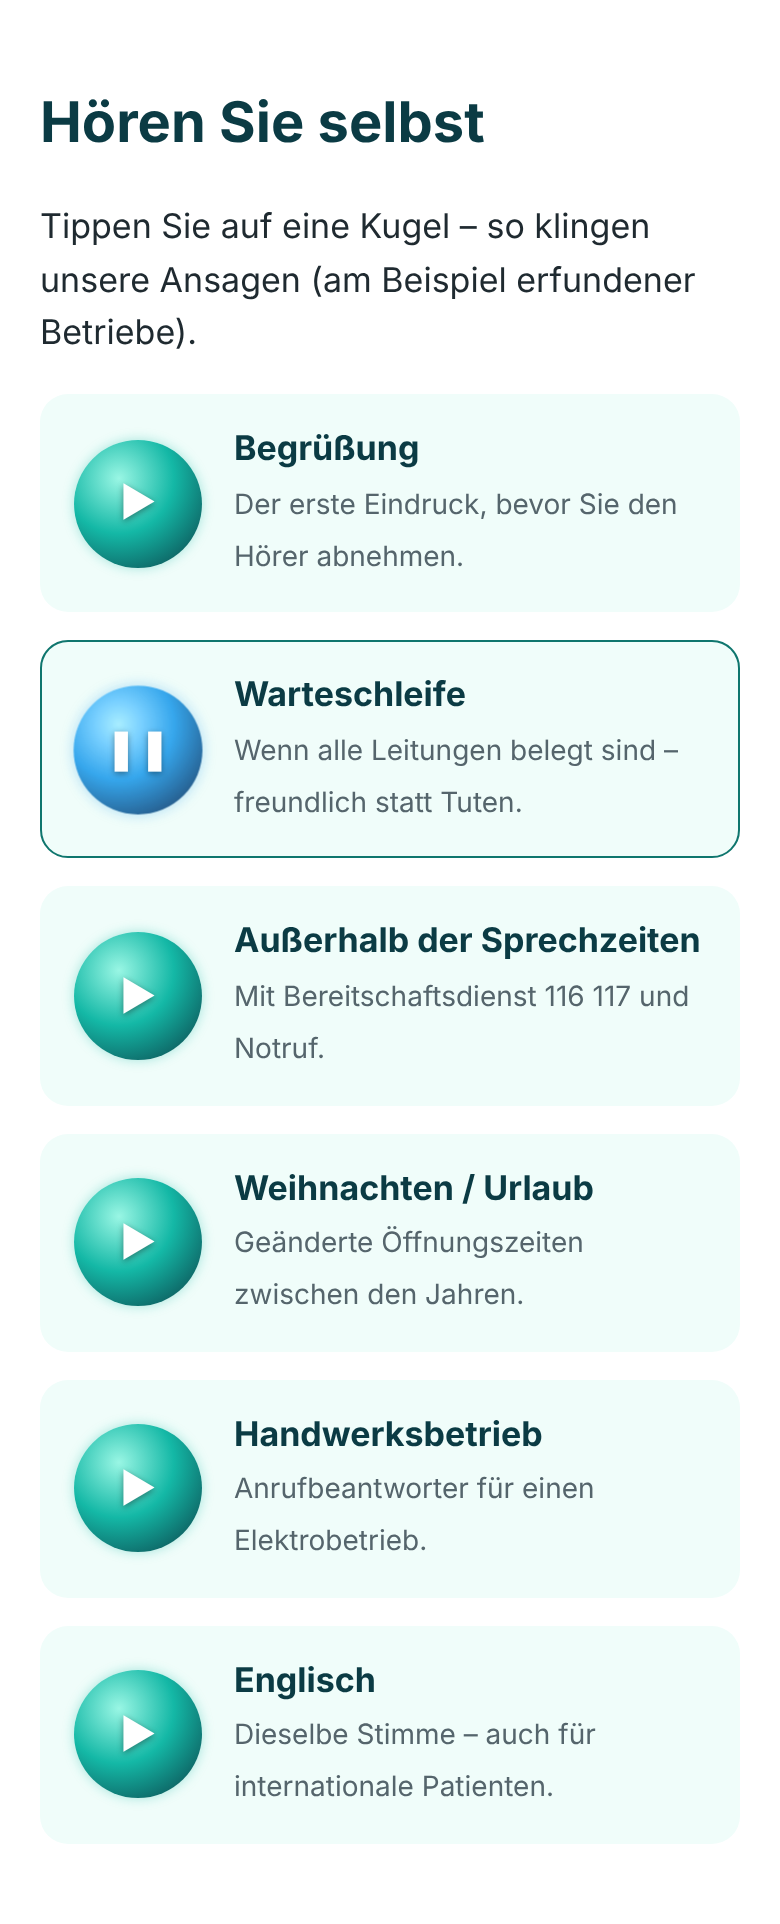 Hören Sie selbst
Tippen Sie auf eine Kugel – so klingen
unsere Ansagen (am Beispiel erfundener
Betriebe).
Begrüßung
Der erste Eindruck, bevor Sie den
Hörer abnehmen.
Warteschleife
Wenn alle Leitungen belegt sind –
freundlich statt Tuten.
Außerhalb der Sprechzeiten
Mit Bereitschaftsdienst 116 117 und
Notruf.
Weihnachten / Urlaub
Geänderte Öffnungszeiten
zwischen den Jahren.
Handwerksbetrieb
Anrufbeantworter für einen
Elektrobetrieb.
Englisch
Dieselbe Stimme – auch für
internationale Patienten.